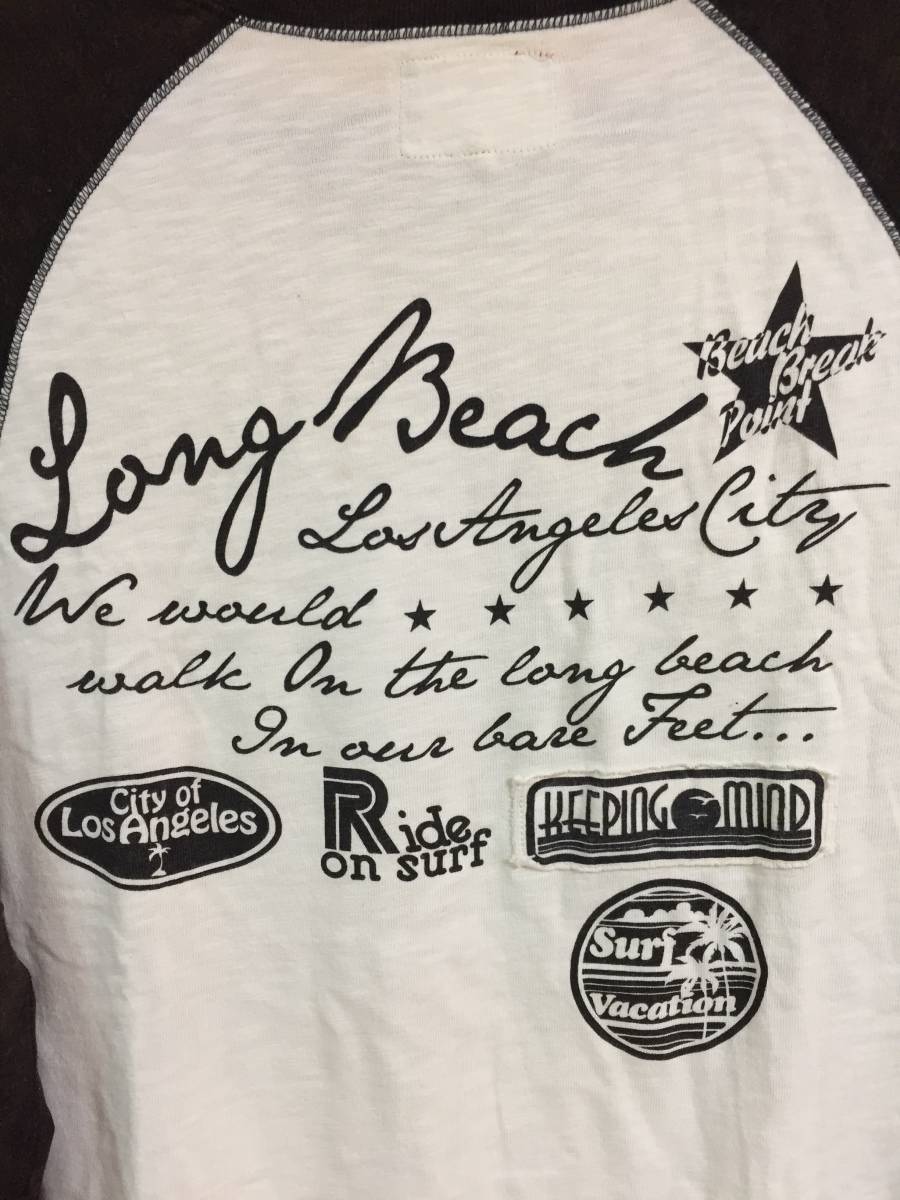 Beach
Break
Point
Long Beach
Los Angeles City
We would
walk On the long beach
In our bare Feet...
City of
Los Angeles
Ride
on surf
KEEPING MIND
Surf
Vacation